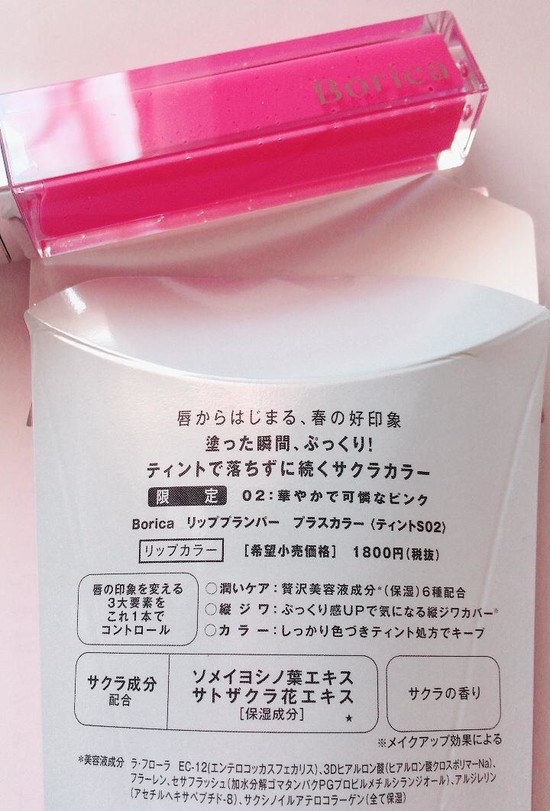 Borica
唇からはじまる、春の好印象
塗った瞬間、ぷっくり!
ティントで落ちずに続くサクラカラー
限 定 02:華やかで可憐なピンク
Borica リッププランパー プラスカラー〈ティントS02〉
リップカラー [希望小売価格] 1800円(税抜)
唇の印象を変える
3大要素を
これ1本で
コントロール
○潤いケア:贅沢美容液成分*(保湿)6種配合
○縦 ジ ワ:ぷっくり感UPで気になる縦ジワカバー※
○カ ラ ー:しっかり色づきティント処方でキープ
サクラ成分
配合
ソメイヨシノ葉エキス
サトザクラ花エキス
[保湿成分]
★
サクラの香り
※メイクアップ効果による
*美容液成分 ラ・フローラ EC-12(エンテロコッカスフェカリス)、3Dヒアルロン酸(ヒアルロン酸クロスポリマーNa)、
フラーレン、セサフラッシュ(加水分解ゴマタンパクPGプロピルメチルシランジオール)、アルジレリン
(アセチルヘキサペプチド-8)、サクシノイルアテロコラーゲン(全て保湿)